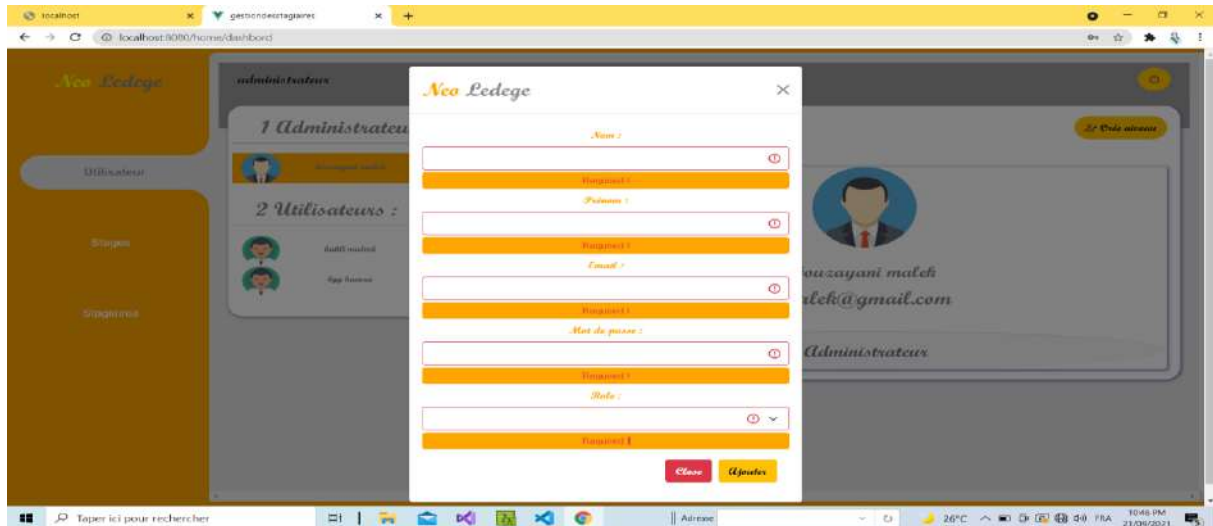 localhost
gestiondesstagiaires
localhost:8080/home/dashbord
Neo Ledege
administrateur
Neo Ledege
1 Administrateu
Utilisateur
2 Utilisateurs :
Stages
Stagiaires
Nom :
Required !
Prénom :
Required !
Email :
Required !
Mot de passe :
Required !
Role :
Required !
Close
Ajouter
ouzayani malek
alek@gmail.com
Administrateur
Taper ici pour rechercher
Adresse
26°C
FRA
10:46 PM